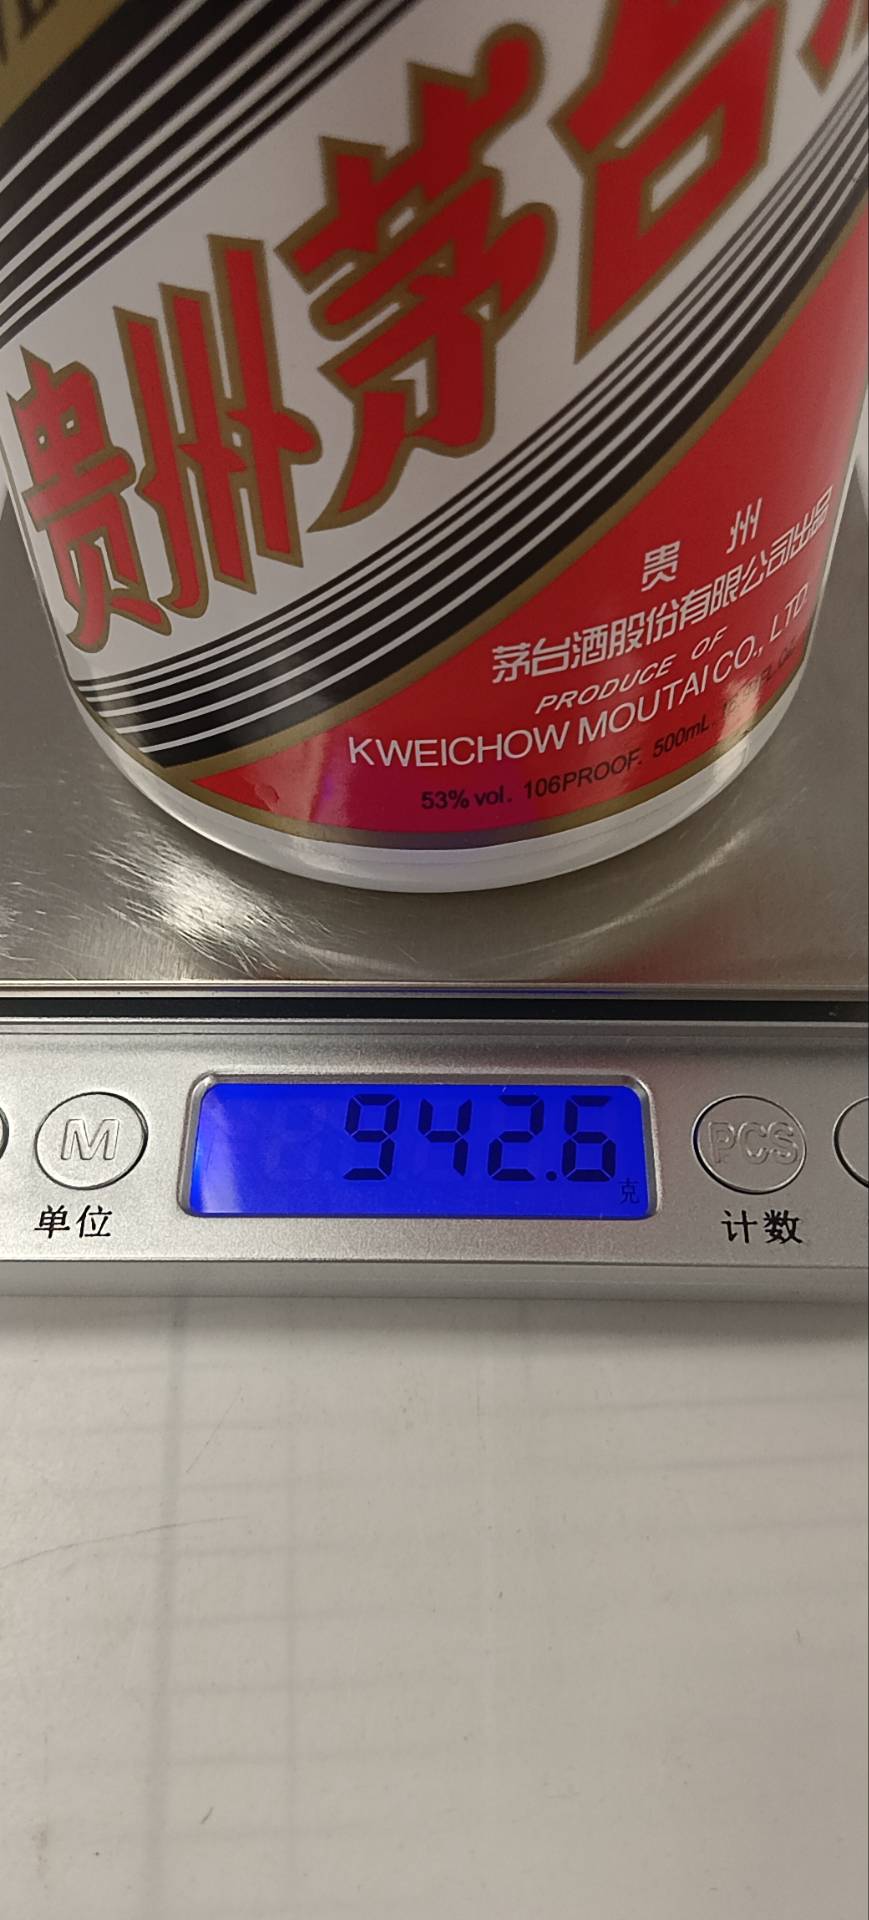 贵州茅台
贵州
茅台酒股份有限公司出品
PRODUCE OF
KWEICHOW MOUTAI CO., LTD.
53% vol. 106PROOF. 500mL.
942.6
克
M
PCS
单位
计数